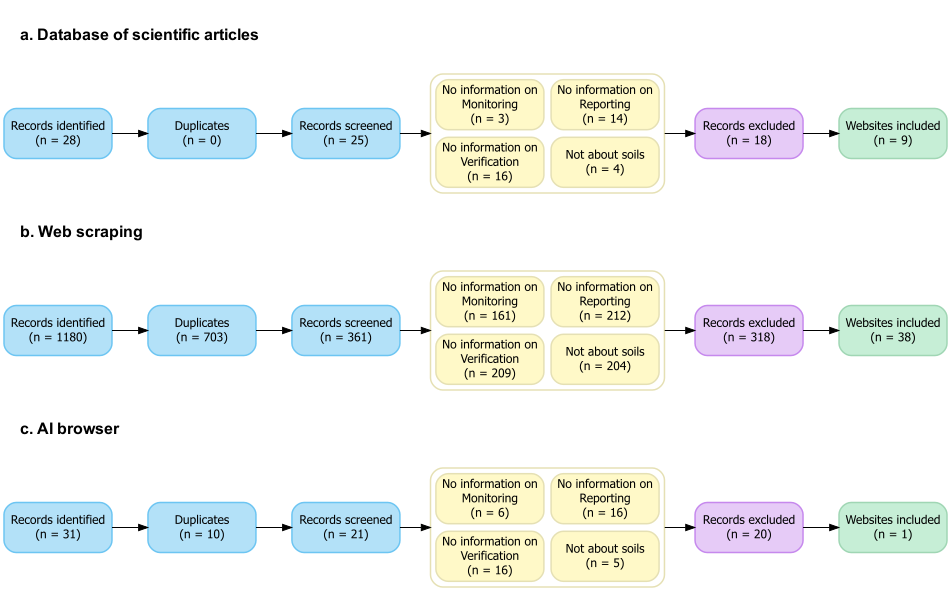 a. Database of scientific articles
Records identified
(n = 28)
Duplicates
(n = 0)
Records screened
(n = 25)
No information on
Monitoring
(n = 3)
No information on
Reporting
(n = 14)
No information on
Verification
(n = 16)
Not about soils
(n = 4)
Records excluded
(n = 18)
Websites included
(n = 9)
b. Web scraping
Records identified
(n = 1180)
Duplicates
(n = 703)
Records screened
(n = 361)
No information on
Monitoring
(n = 161)
No information on
Reporting
(n = 212)
No information on
Verification
(n = 209)
Not about soils
(n = 204)
Records excluded
(n = 318)
Websites included
(n = 38)
c. AI browser
Records identified
(n = 31)
Duplicates
(n = 10)
Records screened
(n = 21)
No information on
Monitoring
(n = 6)
No information on
Reporting
(n = 16)
No information on
Verification
(n = 16)
Not about soils
(n = 5)
Records excluded
(n = 20)
Websites included
(n = 1)